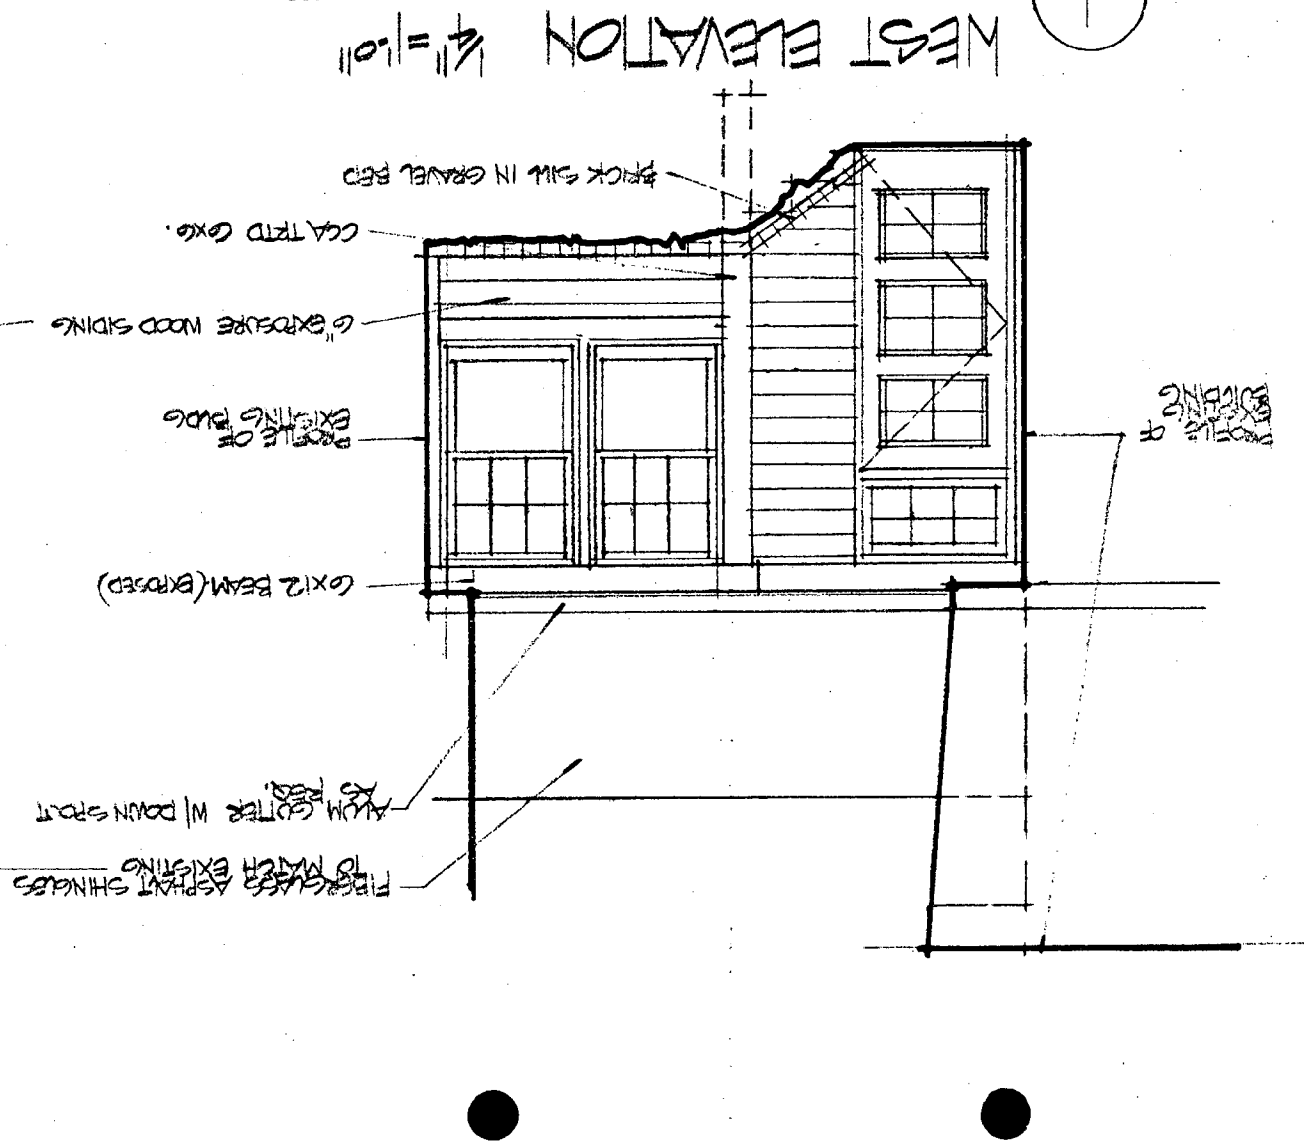 FIBERGLASS ASPHALT SHINGLES
TO MATCH EXISTING
ALUM GUTTER W/ DOWN SPOUT
AS REQ.
6x12 BEAM (EXPOSED)
PROFILE OF
EXISTING BLDG
PROFILE OF
EXISTING
BUILDING
6" EXPOSURE WOOD SIDING
CCA TRTD 6x6.
BRICK SILL IN GRAVEL BED
WEST ELEVATION 1/4"=1'-0"